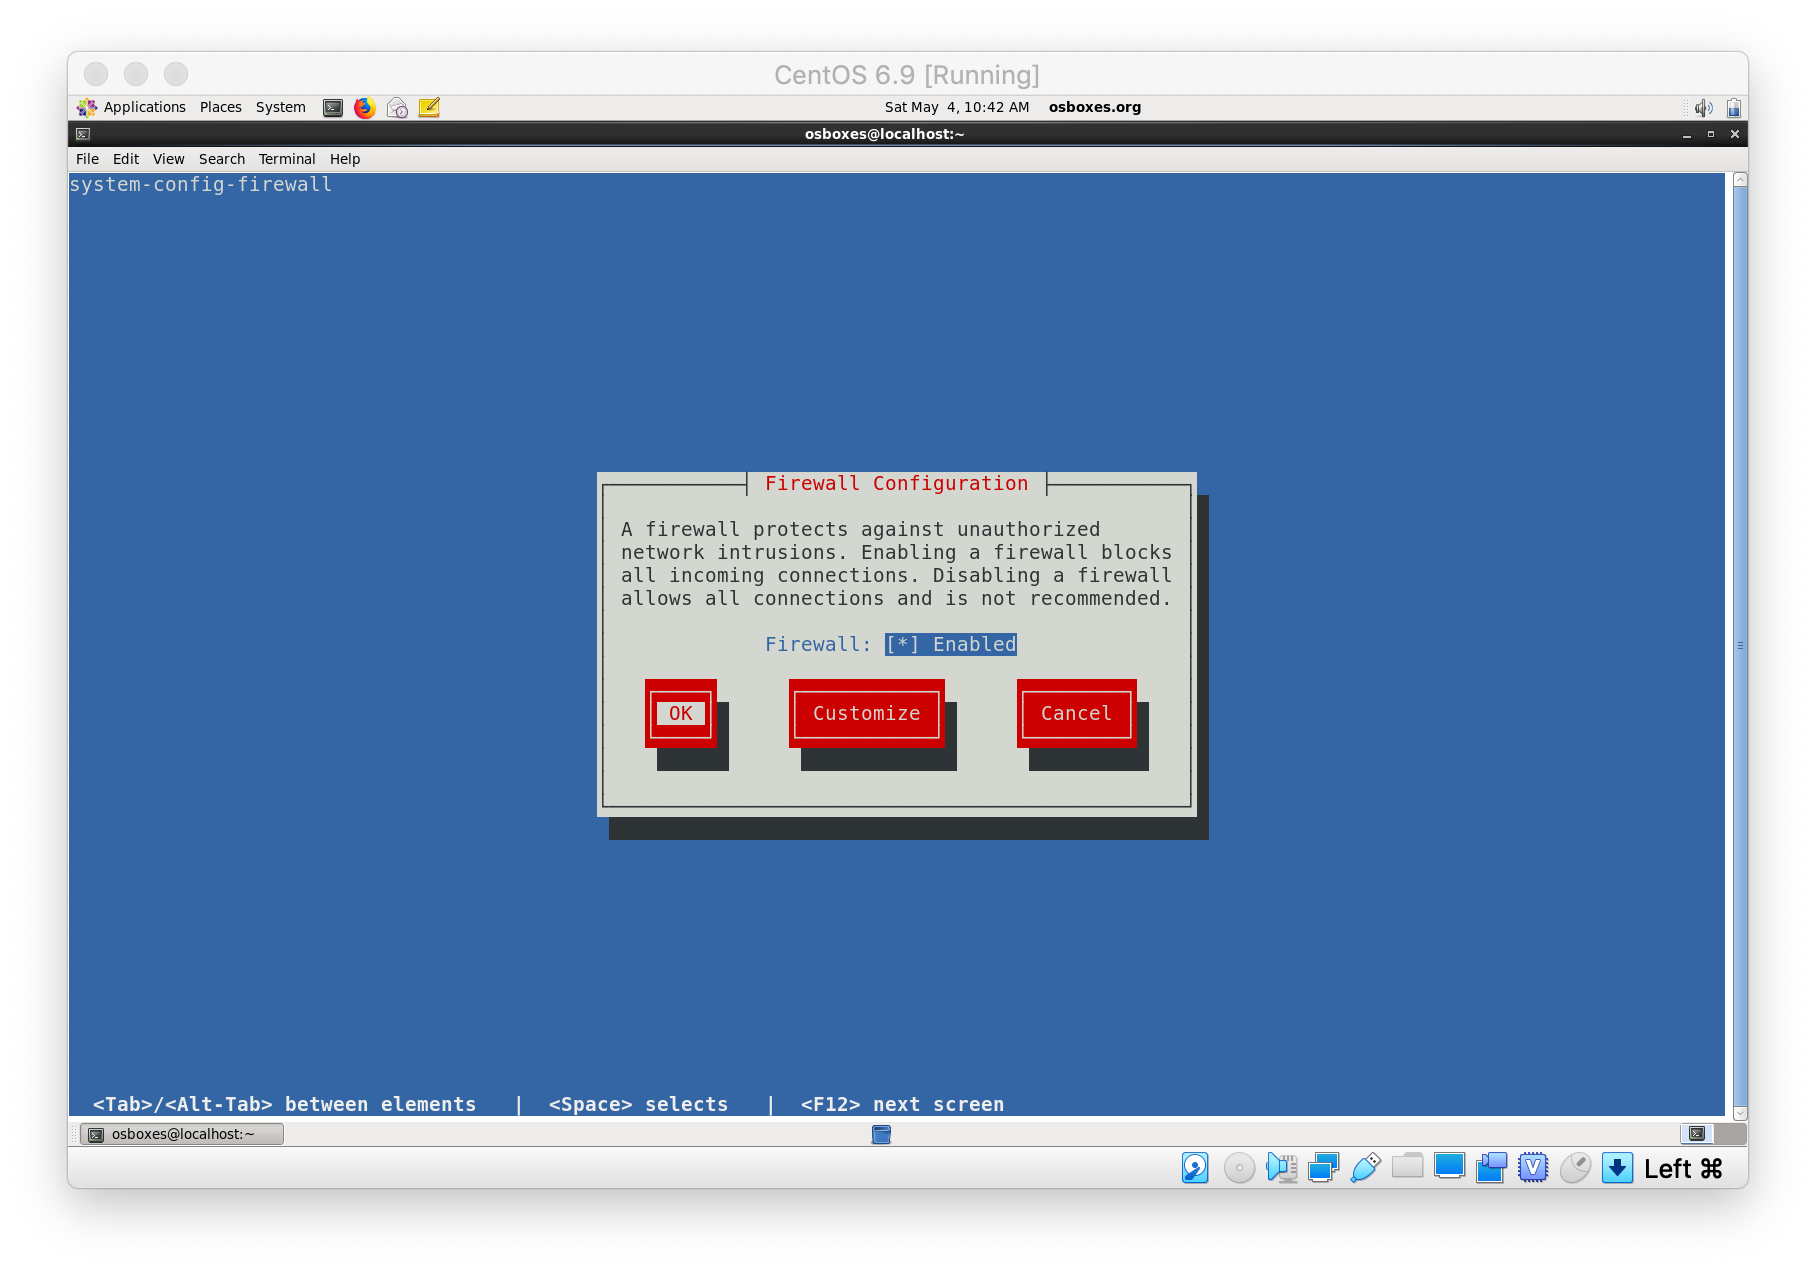 CentOS 6.9 [Running]
Applications Places System Sat May 4, 10:42 AM osboxes.org
osboxes@localhost:~
File Edit View Search Terminal Help
system-config-firewall
Firewall Configuration
A firewall protects against unauthorized
network intrusions. Enabling a firewall blocks
all incoming connections. Disabling a firewall
allows all connections and is not recommended.
Firewall: [*] Enabled
OK Customize Cancel
<Tab>/<Alt-Tab> between elements | <Space> selects | <F12> next screen
osboxes@localhost:~
V Left ⌘